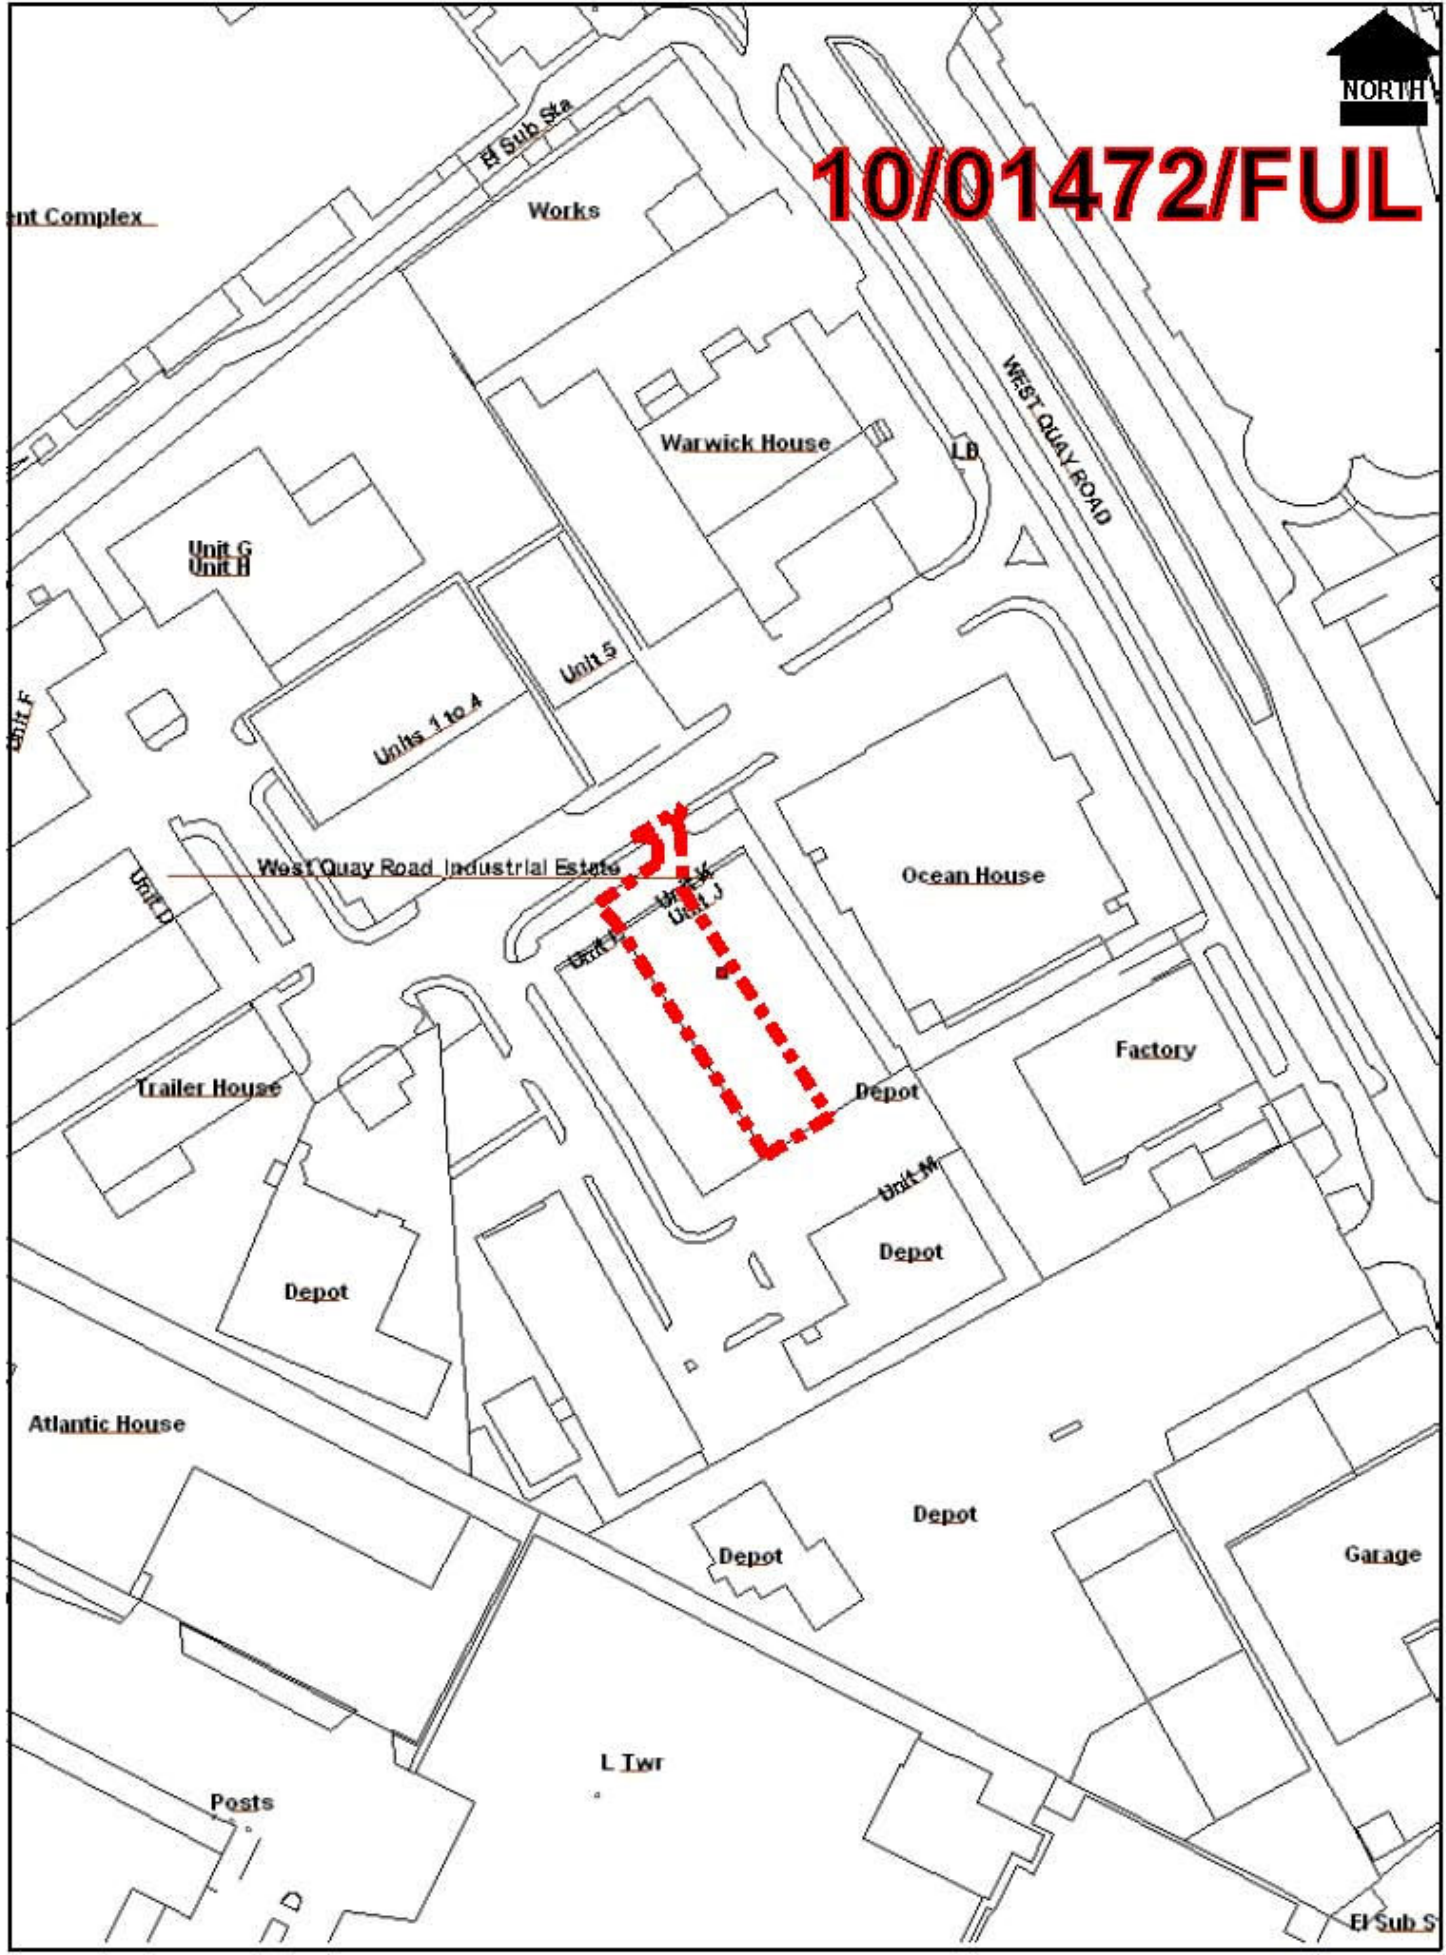 NORTH
10/01472/FUL
El Sub Sta
Works
ent Complex
WEST QUAY ROAD
Warwick House
LB
Unit G
Unit H
Unit 5
Units 1 to 4
Unit F
West Quay Road Industrial Estate
Unit D
Unit K
Unit J
Unit L
Ocean House
Factory
Trailer House
Depot
Unit M
Depot
Depot
Atlantic House
Depot
Depot
Garage
L Twr
Posts
El Sub S